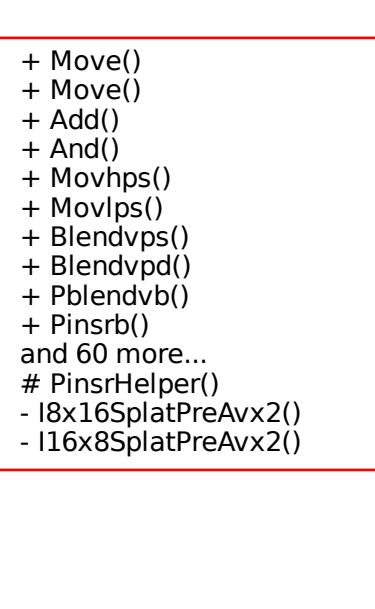 + Move()
+ Move()
+ Add()
+ And()
+ Movhps()
+ Movlps()
+ Blendvps()
+ Blendvpd()
+ Pblendvb()
+ Pinsrb()
and 60 more...
# PinsrHelper()
- I8x16SplatPreAvx2()
- I16x8SplatPreAvx2()